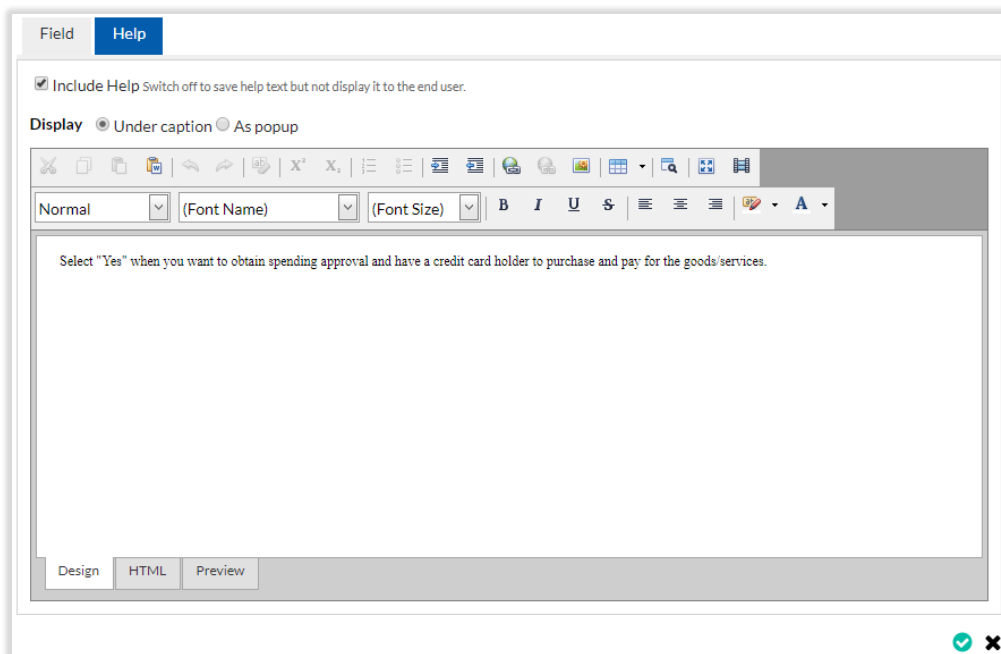 Field Help
Include Help Switch off to save help text but not display it to the end user.
Display Under caption As popup
Normal (Font Name) (Font Size) B I U S A
Select "Yes" when you want to obtain spending approval and have a credit card holder to purchase and pay for the goods/services.
Design HTML Preview